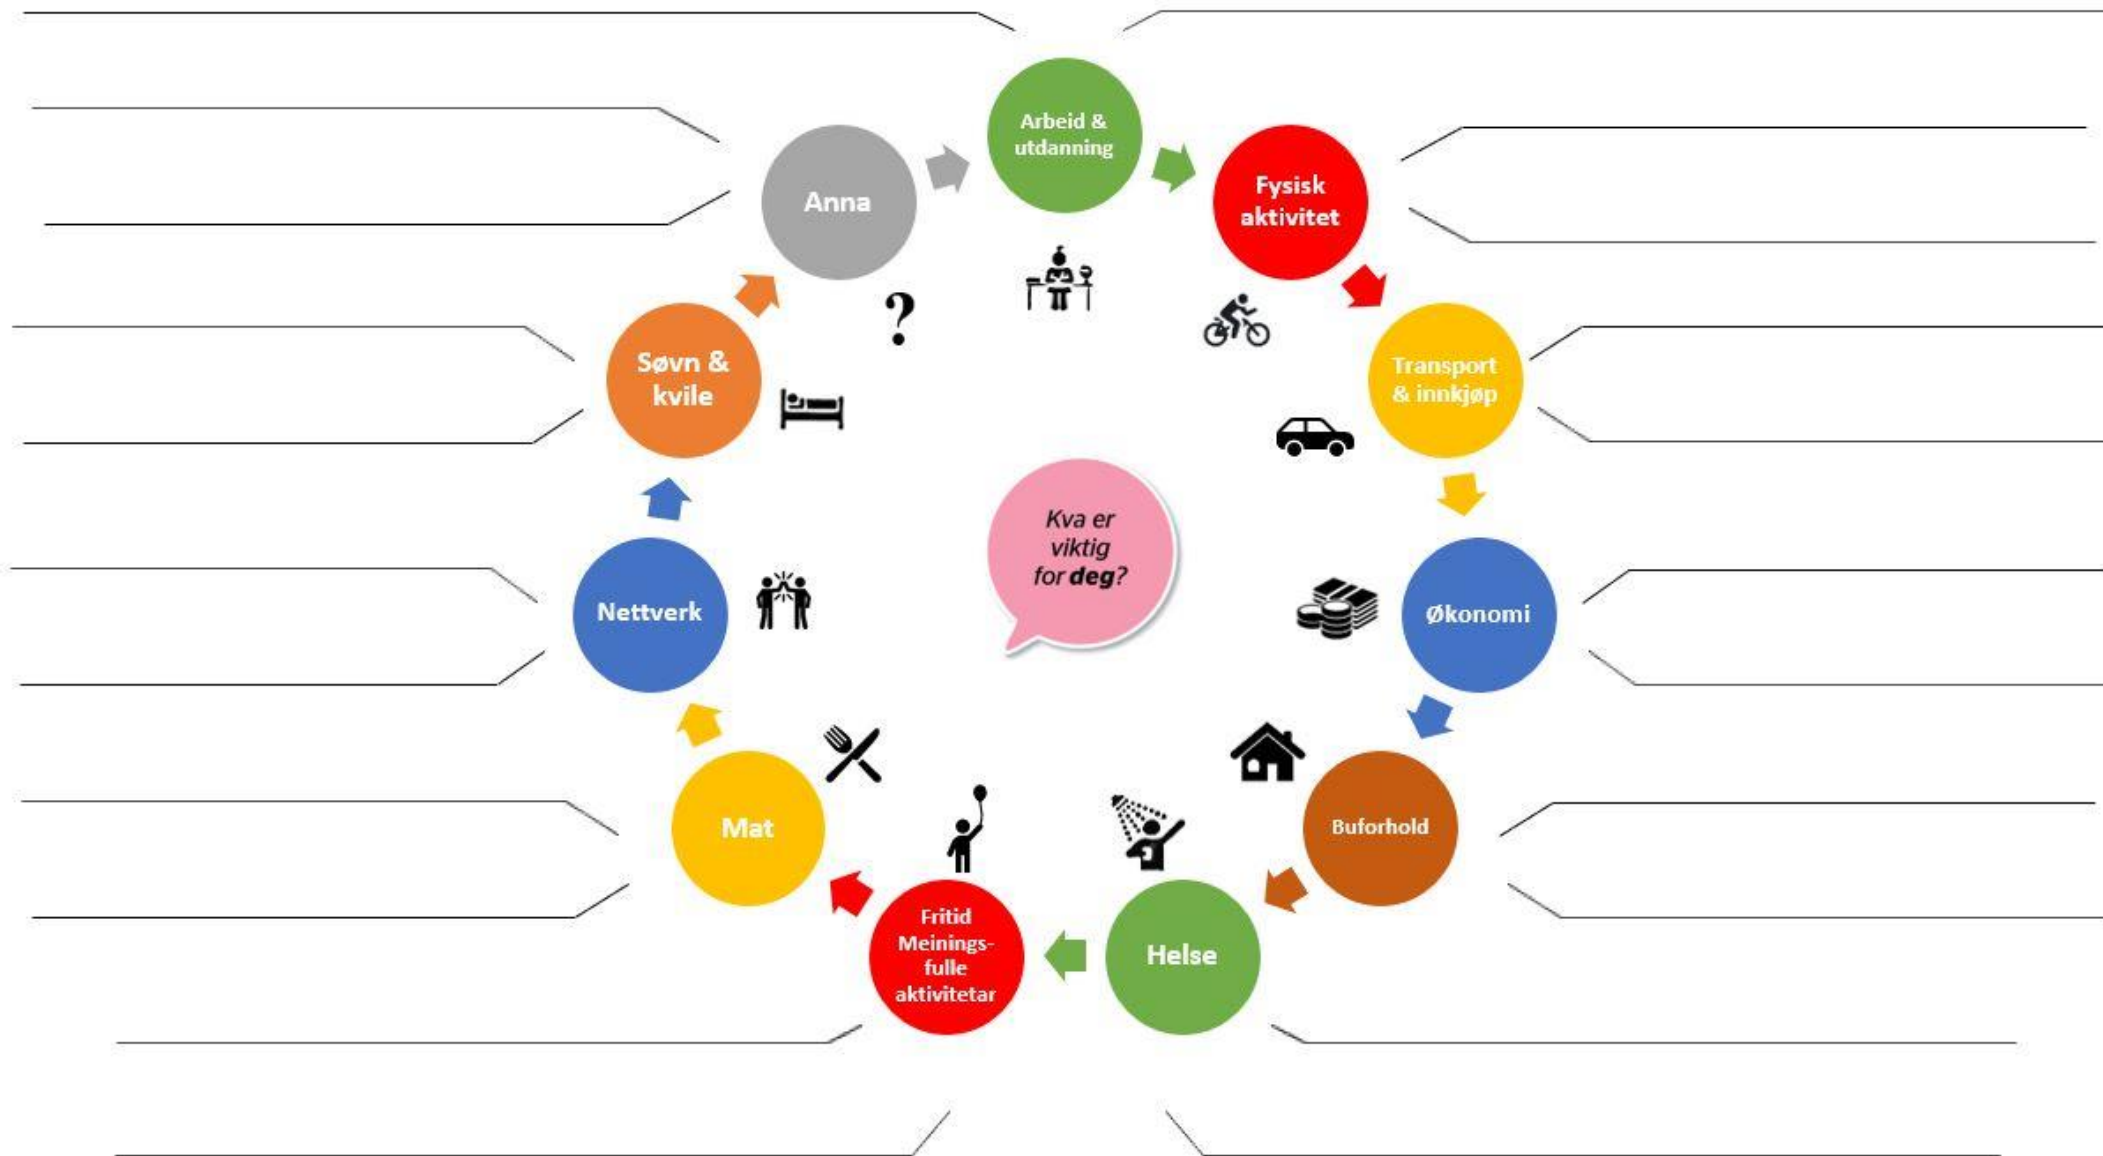 Arbeid &
utdanning
Fysisk
aktivitet
Transport
& innkjøp
Økonomi
Buforhold
Helse
Fritid
Meinings-
fulle
aktivitetar
Mat
Nettverk
Søvn &
kvile
Anna
?
Kva er
viktig
for deg?